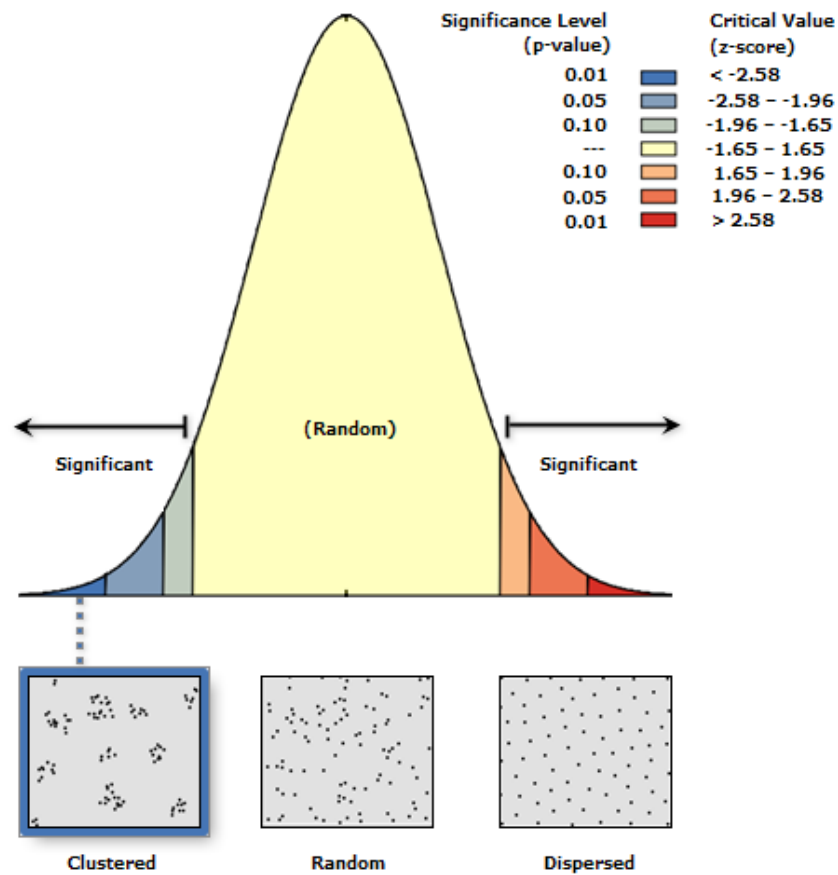 Significance Level Critical Value
(p-value) (z-score)
0.01 < -2.58
0.05 -2.58 – -1.96
0.10 -1.96 – -1.65
--- -1.65 – 1.65
0.10 1.65 – 1.96
0.05 1.96 – 2.58
0.01 > 2.58
(Random)
Significant Significant
Clustered Random Dispersed